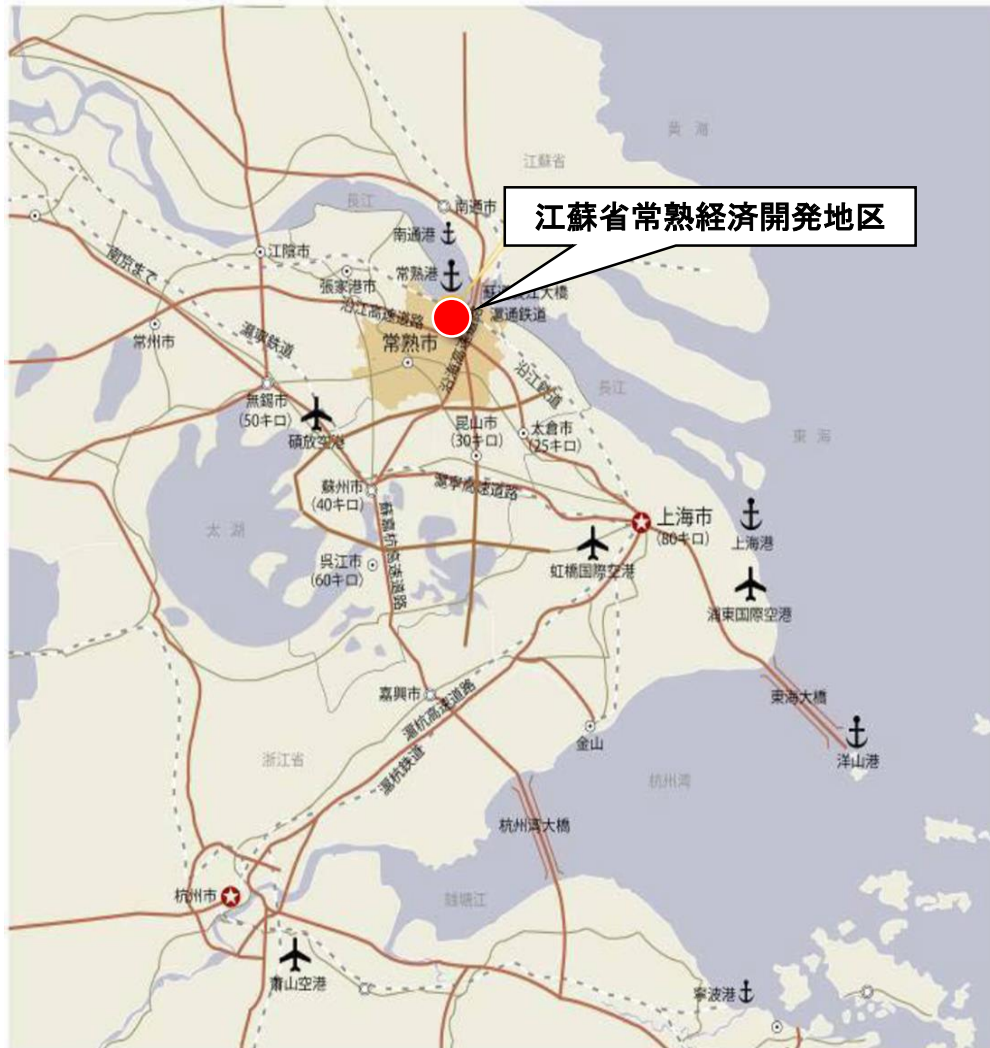 黄 海
江蘇省
長江
南通市
江蘇省常熟経済開発地区
南通港
江陰市
常熟港
南京まで
張家港市
蘇通長江大橋
沿江高速道路
滬通鉄道
常州市
滬寧鉄道
常熟市
沿海高速道路
沿江鉄道
長江
無錫市
(50キロ)
碩放空港
昆山市
(30キロ)
太倉市
(25キロ)
東 海
蘇州市
(40キロ)
滬寧高速道路
蘇嘉杭高速道路
上海市
(80キロ)
上海港
太 湖
呉江市
(60キロ)
虹橋国際空港
浦東国際空港
嘉興市
滬杭高速道路
東海大橋
金山
洋山港
浙江省
滬杭鉄道
杭州湾
杭州湾大橋
杭州市
銭塘江
蕭山空港
寧波港